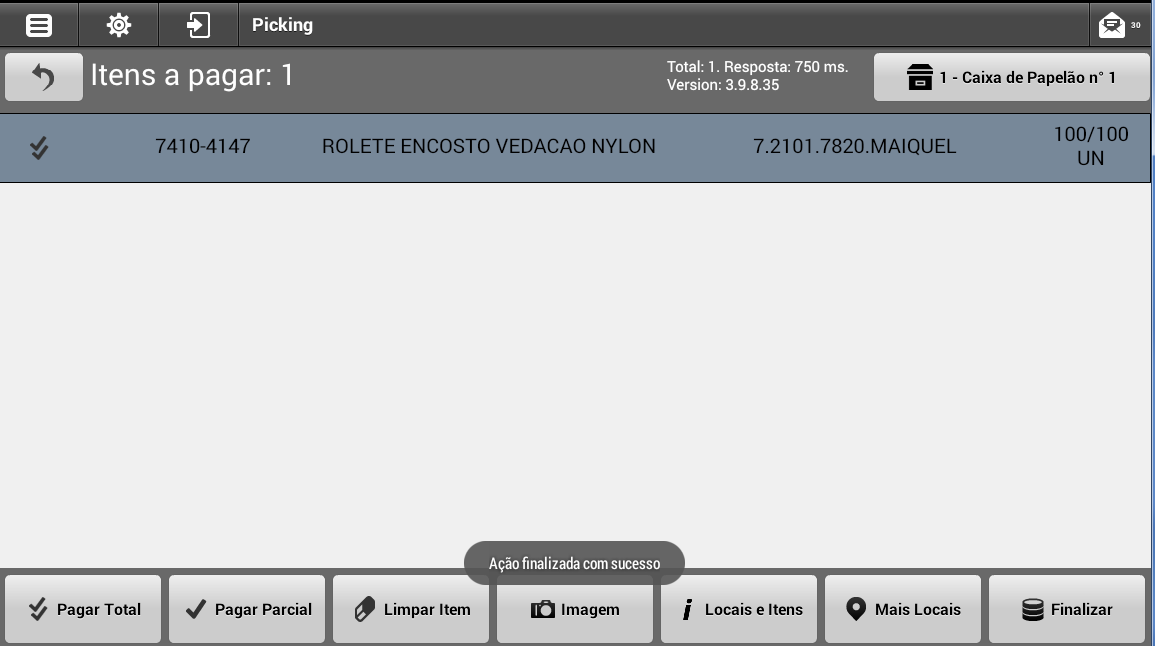 Picking
30
Itens a pagar: 1
Total: 1. Resposta: 750 ms.
Version: 3.9.8.35
1 - Caixa de Papelão n° 1
7410-4147
ROLETE ENCOSTO VEDACAO NYLON
7.2101.7820.MAIQUEL
100/100
UN
Ação finalizada com sucesso
Pagar Total
Pagar Parcial
Limpar Item
Imagem
Locais e Itens
Mais Locais
Finalizar